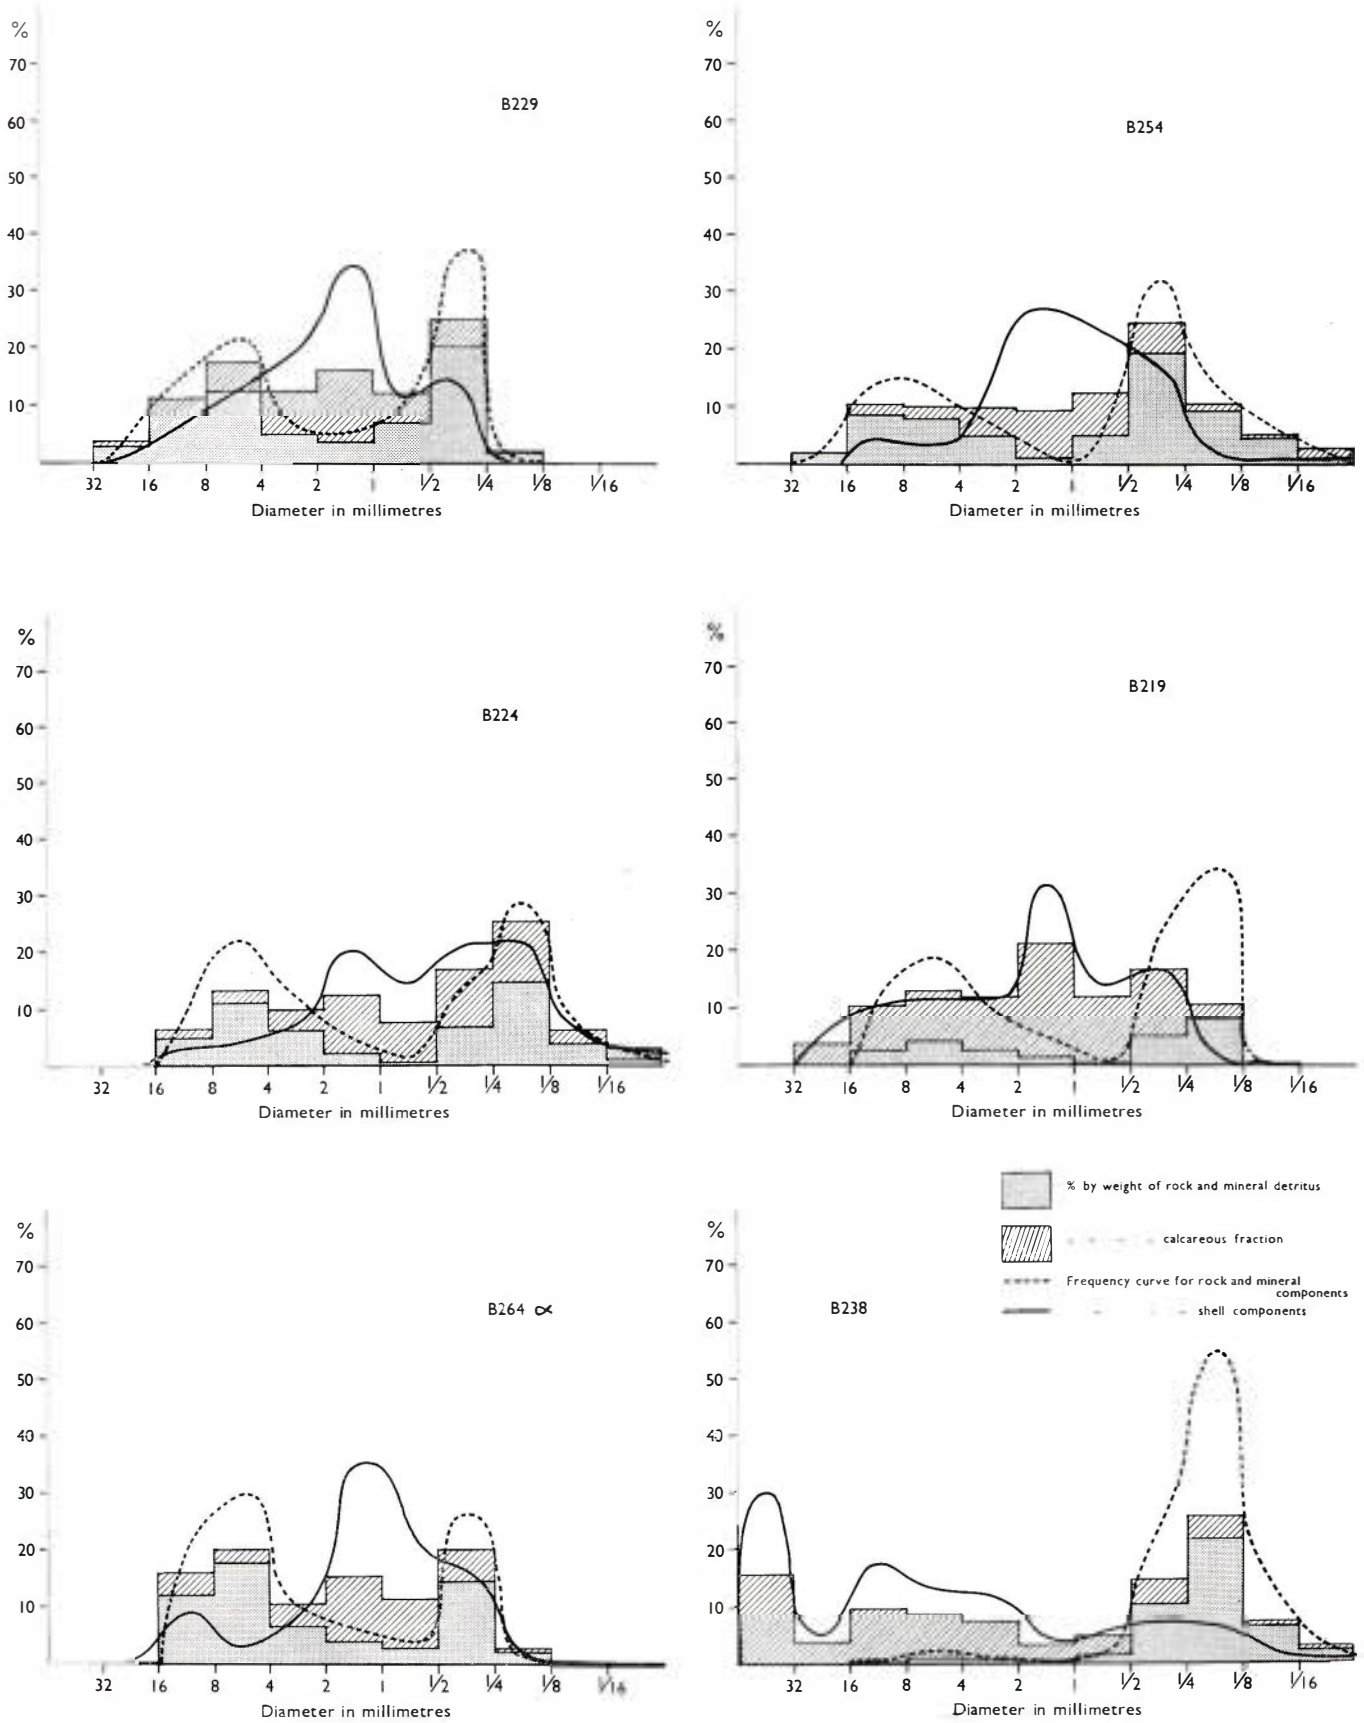 %
70
60
50
40
30
20
10
B229
32 16 8 4 2 1 1/2 1/4 1/8 1/16
Diameter in millimetres
%
70
60
50
40
30
20
10
B254
32 16 8 4 2 1 1/2 1/4 1/8 1/16
Diameter in millimetres
%
70
60
50
40
30
20
10
B224
32 16 8 4 2 1 1/2 1/4 1/8 1/16
Diameter in millimetres
%
70
60
50
40
30
20
10
B219
32 16 8 4 2 1 1/2 1/4 1/8 1/16
Diameter in millimetres
% by weight of rock and mineral detritus
calcareous fraction
Frequency curve for rock and mineral
components
shell components
%
70
60
50
40
30
20
10
B264 ∝
32 16 8 4 2 1 1/2 1/4 1/8 1/16
Diameter in millimetres
%
70
60
50
40
30
20
10
B238
32 16 8 4 2 1 1/2 1/4 1/8 1/16
Diameter in millimetres